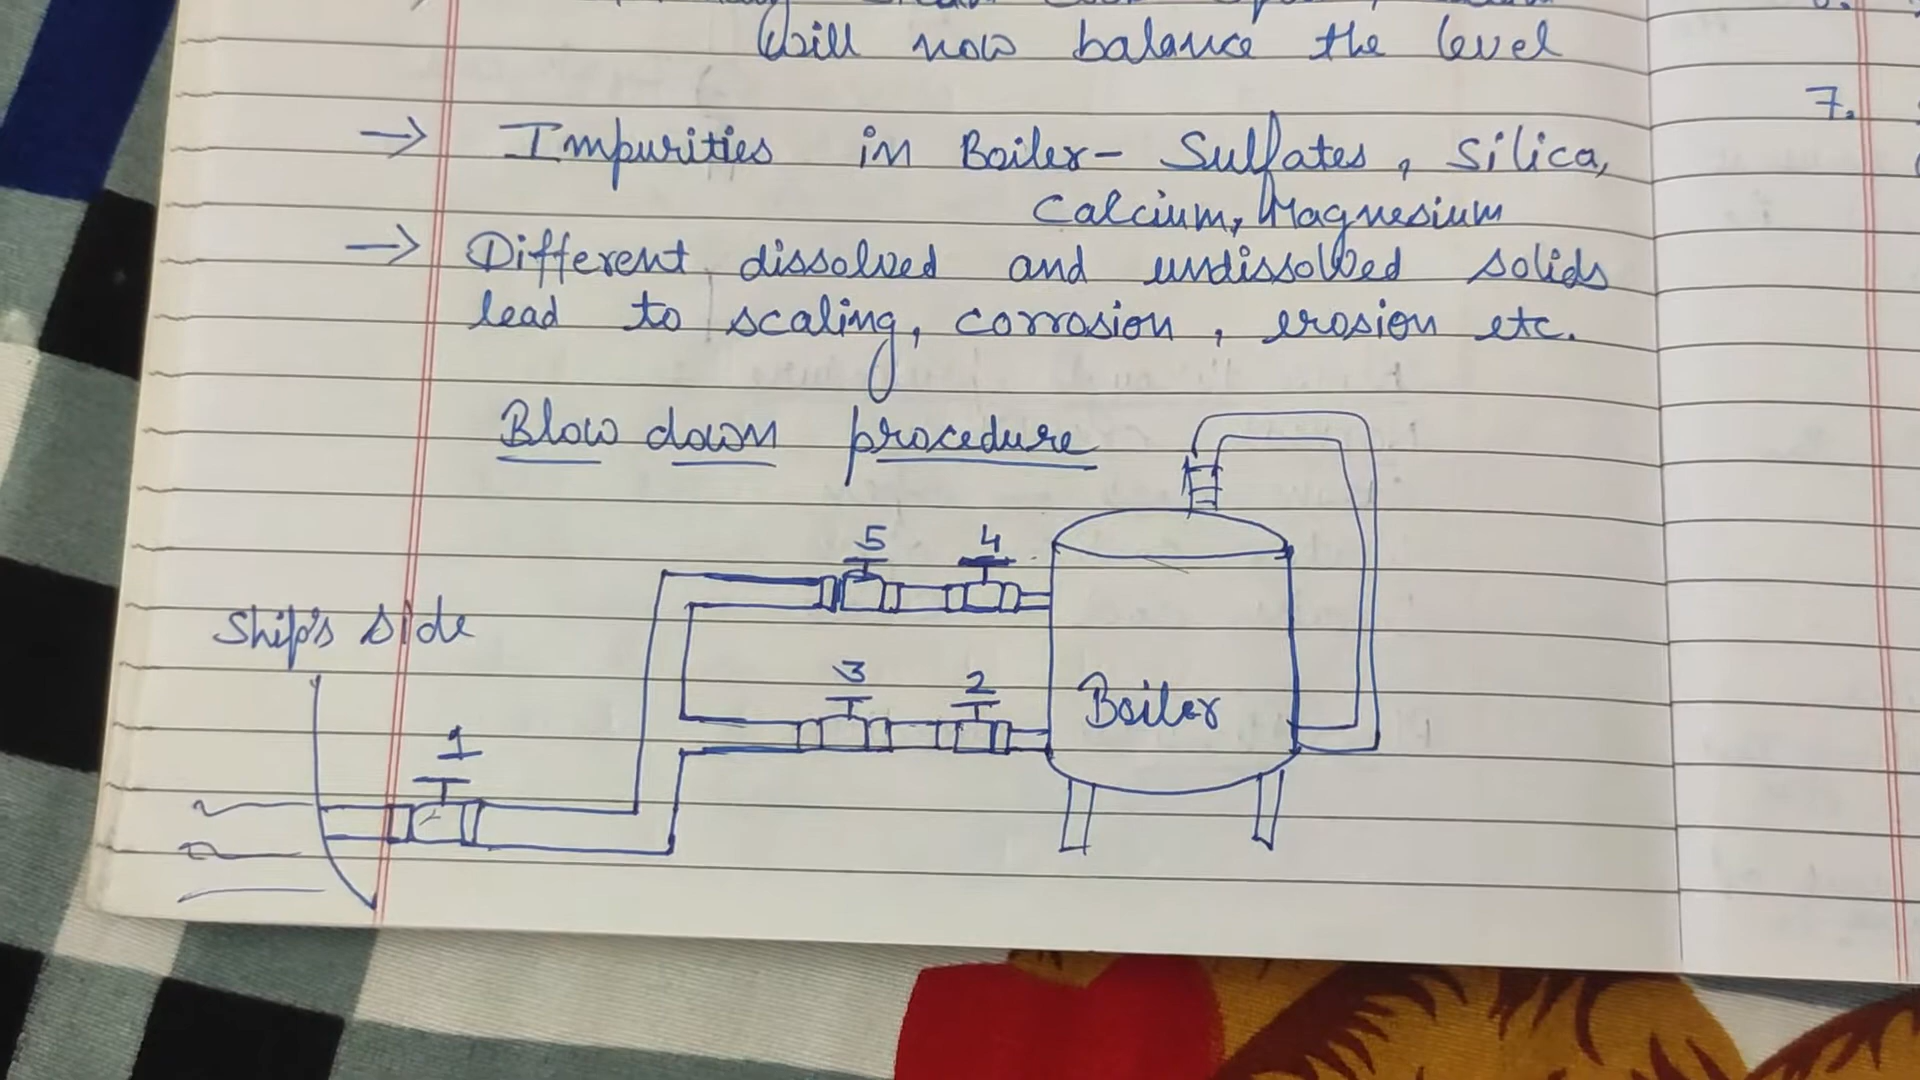 will now balance the level
→ Impurities in Boiler - Sulfates, Silica,
Calcium, Magnesium
→ Different dissolved and undissolved solids
lead to scaling, corrosion, erosion etc.
Blow down procedure
5 4
Ship's side
3 2
Boiler
1
7.